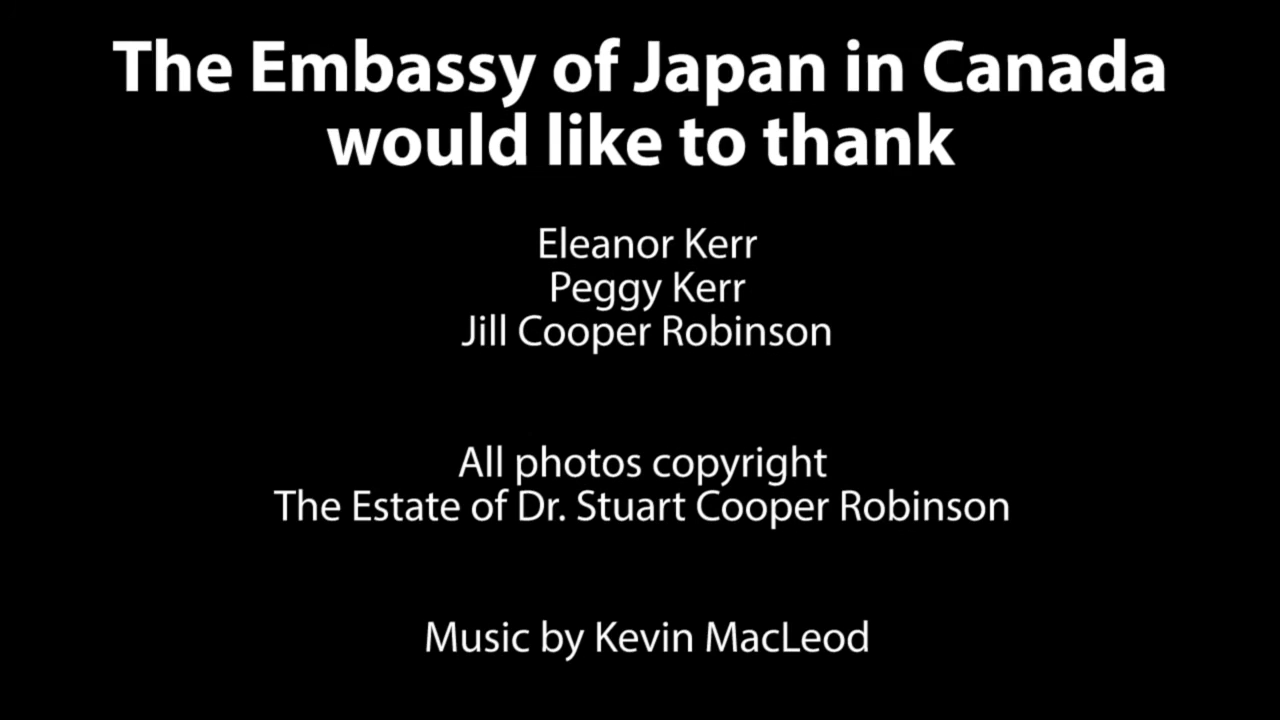 The Embassy of Japan in Canada
would like to thank
Eleanor Kerr
Peggy Kerr
Jill Cooper Robinson
All photos copyright
The Estate of Dr. Stuart Cooper Robinson
Music by Kevin MacLeod